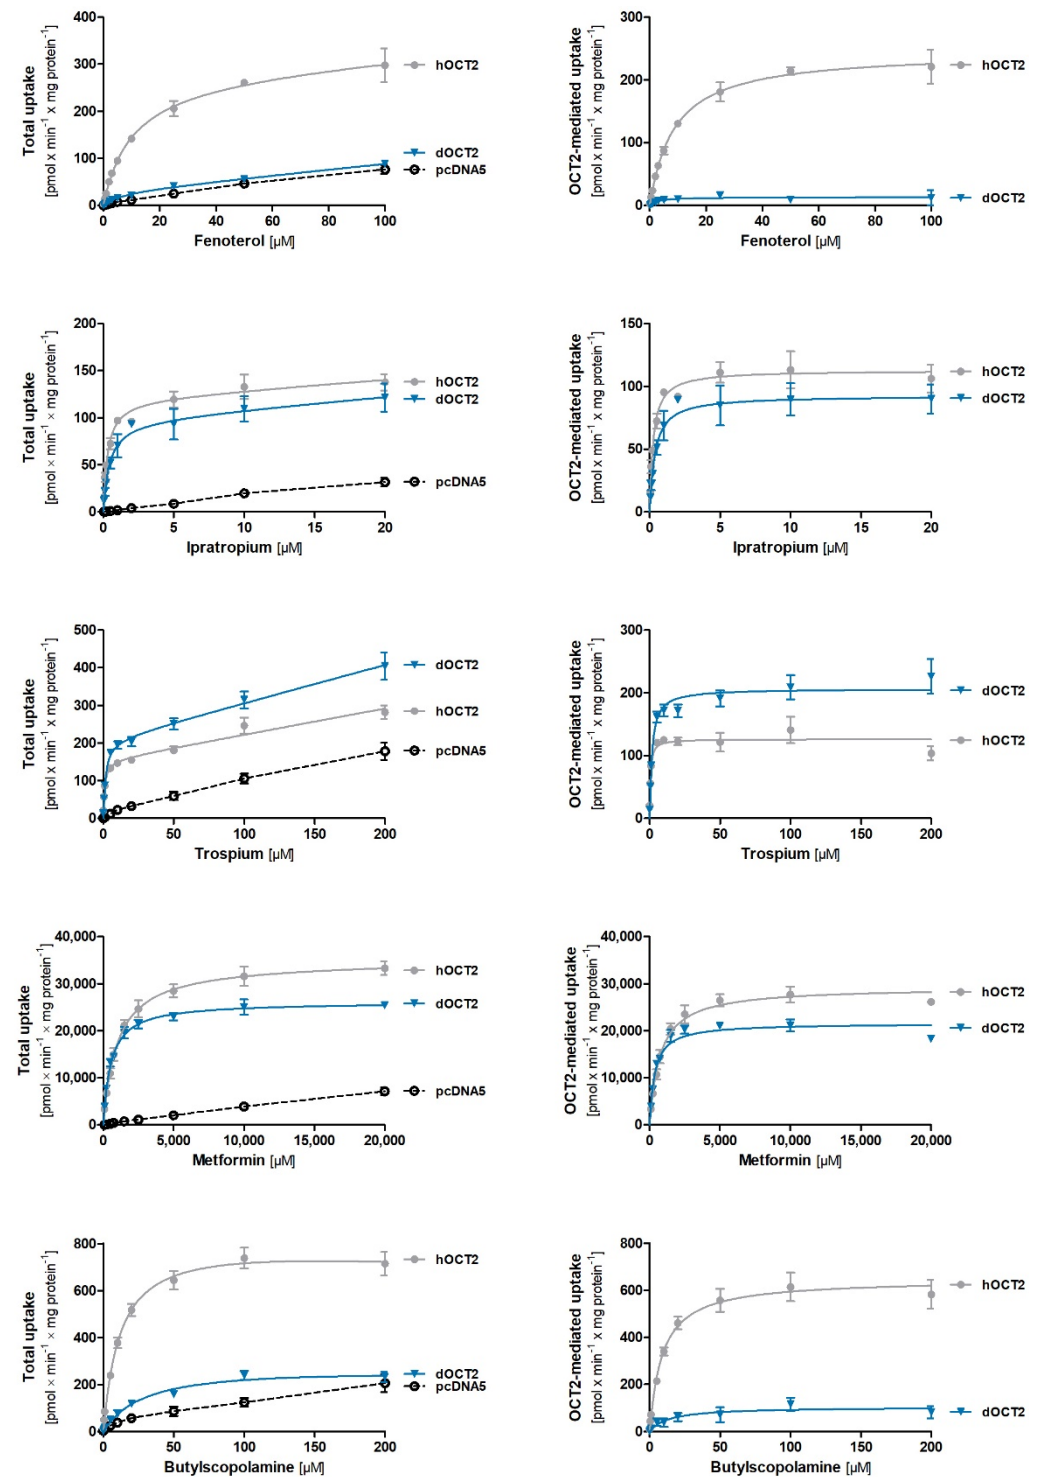 Total uptake
[pmol x min⁻¹ x mg protein⁻¹]
400
300
200
100
0
0 20 40 60 80 100
Fenoterol [µM]
hOCT2
dOCT2
pcDNA5
OCT2-mediated uptake
[pmol x min⁻¹ x mg protein⁻¹]
300
200
100
0
0 20 40 60 80 100
Fenoterol [µM]
hOCT2
dOCT2
Total uptake
[pmol × min⁻¹ × mg protein⁻¹]
200
150
100
50
0
0 5 10 15 20
Ipratropium [µM]
hOCT2
dOCT2
pcDNA5
OCT2-mediated uptake
[pmol x min⁻¹ x mg protein⁻¹]
150
100
50
0
0 5 10 15 20
Ipratropium [µM]
hOCT2
dOCT2
Total uptake
[pmol × min⁻¹ × mg protein⁻¹]
500
400
300
200
100
0
0 50 100 150 200
Trospium [µM]
dOCT2
hOCT2
pcDNA5
OCT2-mediated uptake
[pmol x min⁻¹ x mg protein⁻¹]
300
200
100
0
0 50 100 150 200
Trospium [µM]
dOCT2
hOCT2
Total uptake
[pmol × min⁻¹ × mg protein⁻¹]
40,000
30,000
20,000
10,000
0
0 5,000 10,000 15,000 20,000
Metformin [µM]
hOCT2
dOCT2
pcDNA5
OCT2-mediated uptake
[pmol x min⁻¹ x mg protein⁻¹]
40,000
30,000
20,000
10,000
0
0 5,000 10,000 15,000 20,000
Metformin [µM]
hOCT2
dOCT2
Total uptake
[pmol × min⁻¹ × mg protein⁻¹]
800
600
400
200
0
0 50 100 150 200
Butylscopolamine [µM]
hOCT2
dOCT2
pcDNA5
OCT2-mediated uptake
[pmol x min⁻¹ x mg protein⁻¹]
800
600
400
200
0
0 50 100 150 200
Butylscopolamine [µM]
hOCT2
dOCT2